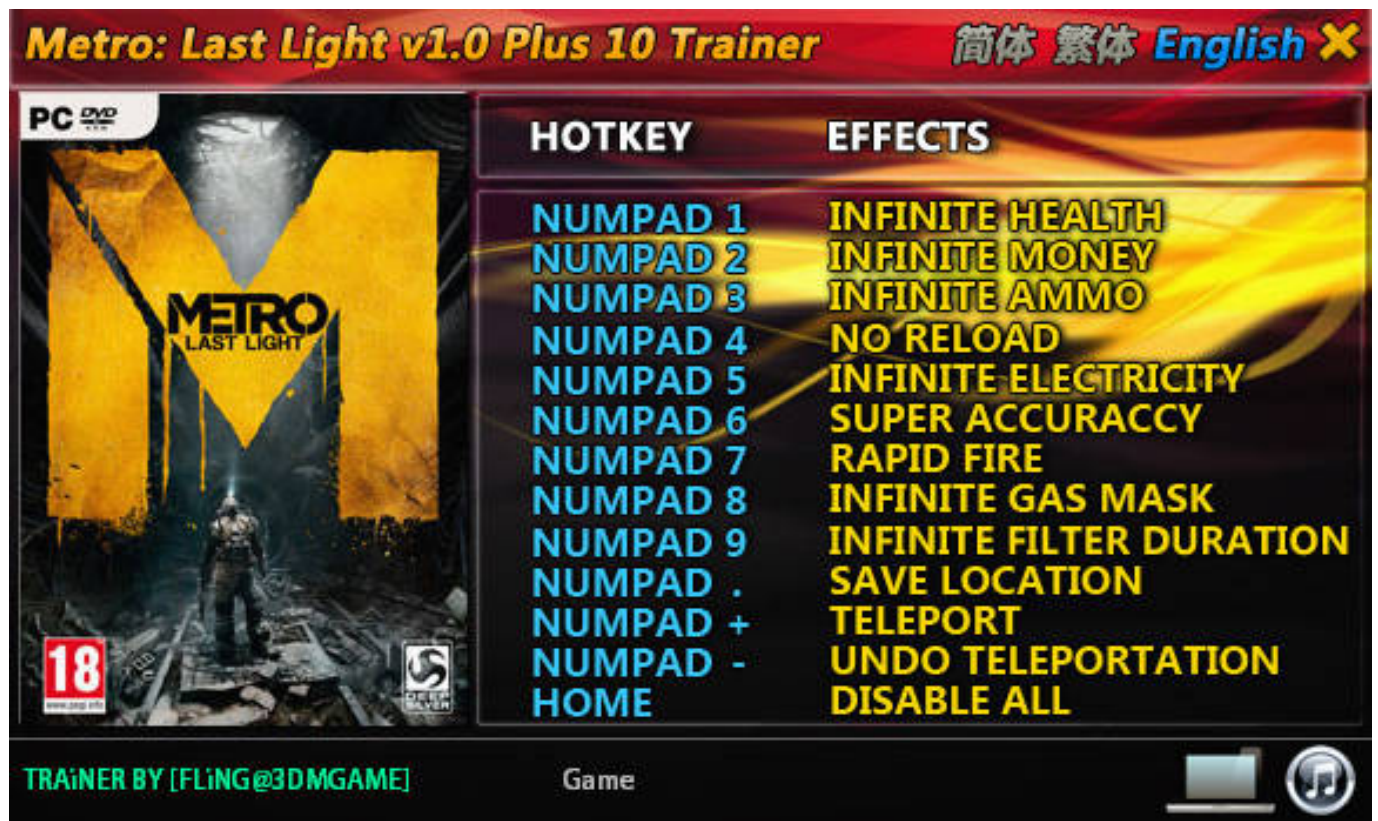 Metro: Last Light v1.0 Plus 10 Trainer 简体 繁体 English
PC DVD
METRO
LAST LIGHT
18
www.pegi.info
DEEP
SILVER
HOTKEY EFFECTS
NUMPAD 1 INFINITE HEALTH
NUMPAD 2 INFINITE MONEY
NUMPAD 3 INFINITE AMMO
NUMPAD 4 NO RELOAD
NUMPAD 5 INFINITE ELECTRICITY
NUMPAD 6 SUPER ACCURACCY
NUMPAD 7 RAPID FIRE
NUMPAD 8 INFINITE GAS MASK
NUMPAD 9 INFINITE FILTER DURATION
NUMPAD . SAVE LOCATION
NUMPAD + TELEPORT
NUMPAD - UNDO TELEPORTATION
HOME DISABLE ALL
TRAiNER BY [FLiNG@3DMGAME] Game